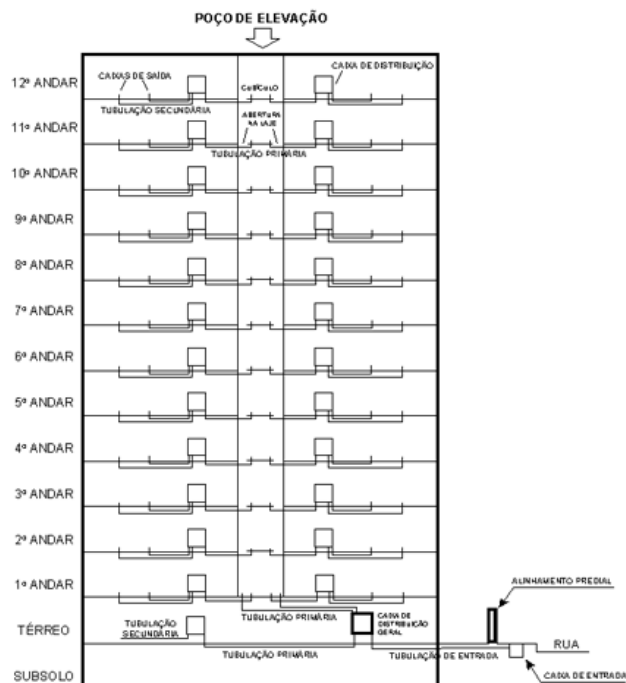 POÇO DE ELEVAÇÃO
12º ANDAR
CAIXAS DE SAÍDA
CUBÍCULO
CAIXA DE DISTRIBUIÇÃO
TUBULAÇÃO SECUNDÁRIA
11º ANDAR
ABERTURA
NA LAJE
TUBULAÇÃO PRIMÁRIA
10º ANDAR
9º ANDAR
8º ANDAR
7º ANDAR
6º ANDAR
5º ANDAR
4º ANDAR
3º ANDAR
2º ANDAR
1º ANDAR
ALINHAMENTO PREDIAL
TÉRREO
TUBULAÇÃO
SECUNDÁRIA
TUBULAÇÃO PRIMÁRIA
CAIXA DE
DISTRIBUIÇÃO
GERAL
RUA
TUBULAÇÃO PRIMÁRIA
TUBULAÇÃO DE ENTRADA
SUBSOLO
CAIXA DE ENTRADA